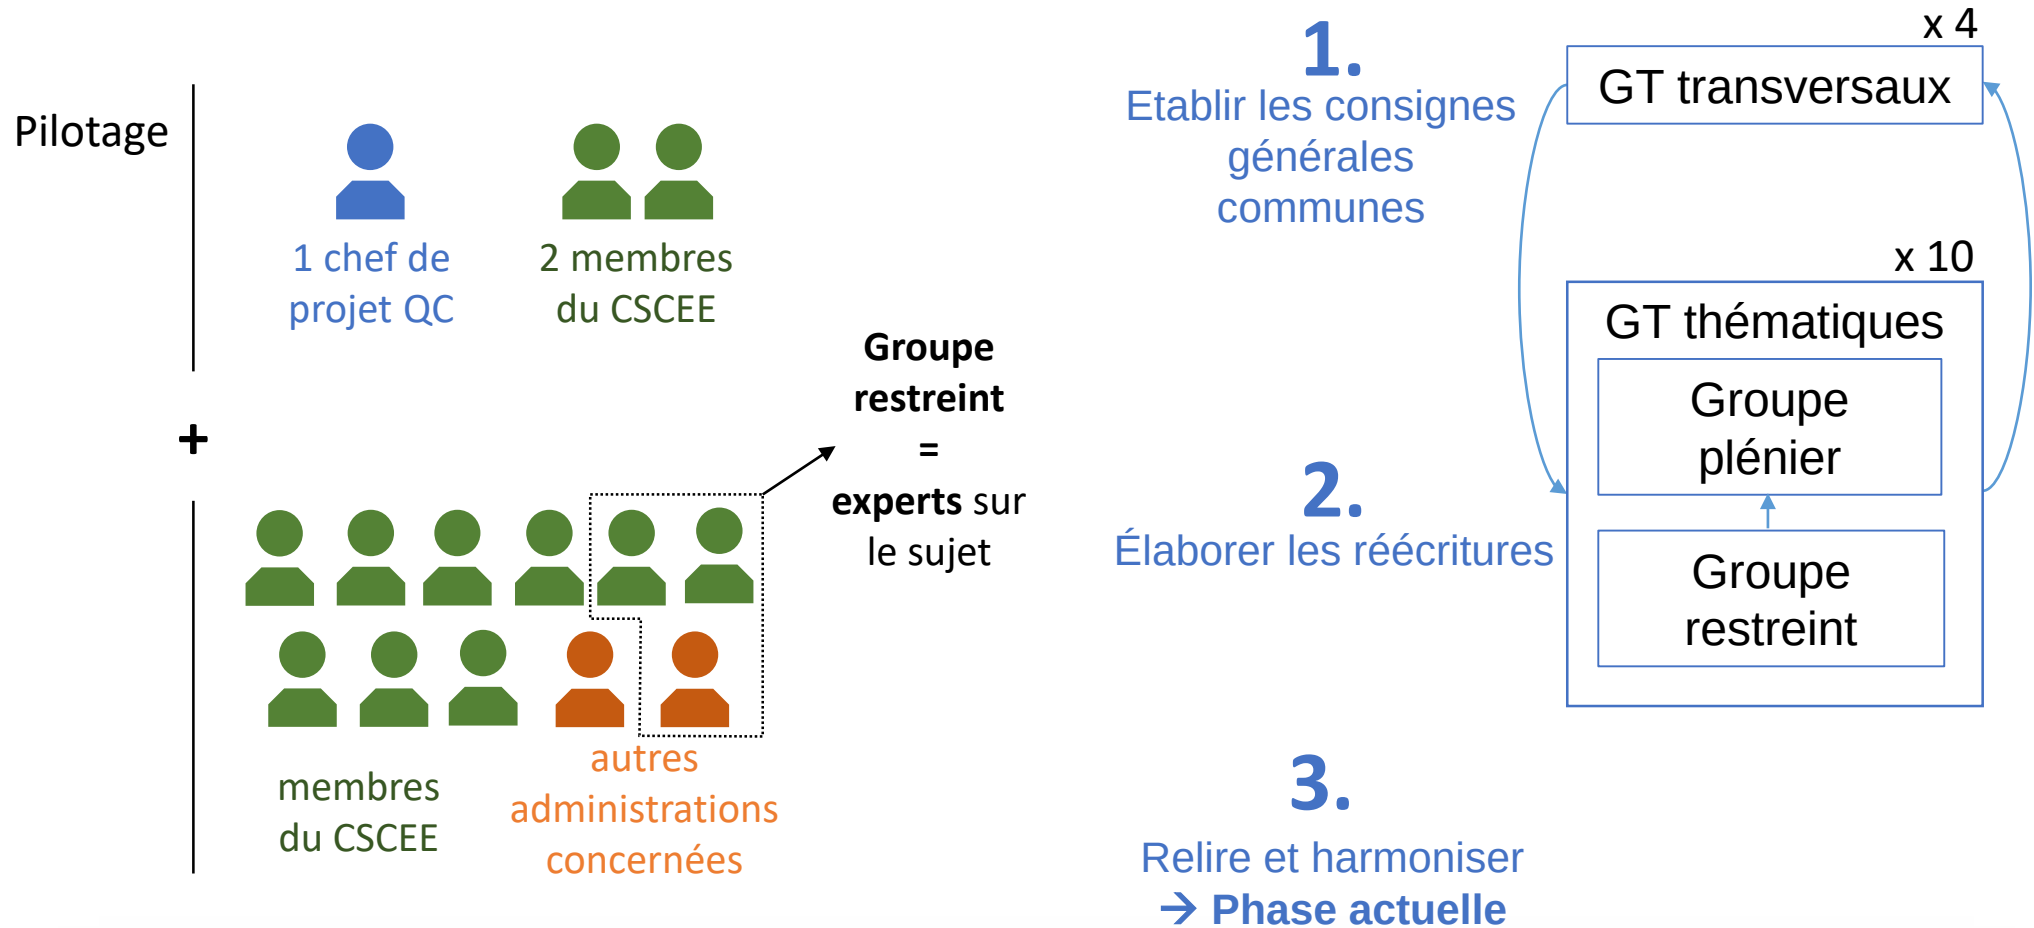 Pilotage
1 chef de
projet QC
2 membres
du CSCEE
+
Groupe
restreint
=
experts sur
le sujet
membres
du CSCEE
autres
administrations
concernées
1.
Etablir les consignes
générales
communes
2.
Élaborer les réécritures
3.
Relire et harmoniser
→ Phase actuelle
x 4
GT transversaux
x 10
GT thématiques
Groupe
plénier
Groupe
restreint